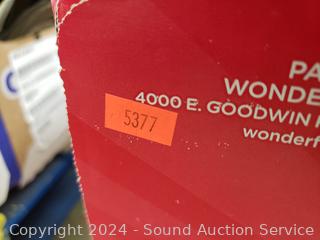 PA
WONDE
4000 E. GOODWIN
wonderf
5377
Copyright 2024 - Sound Auction Service